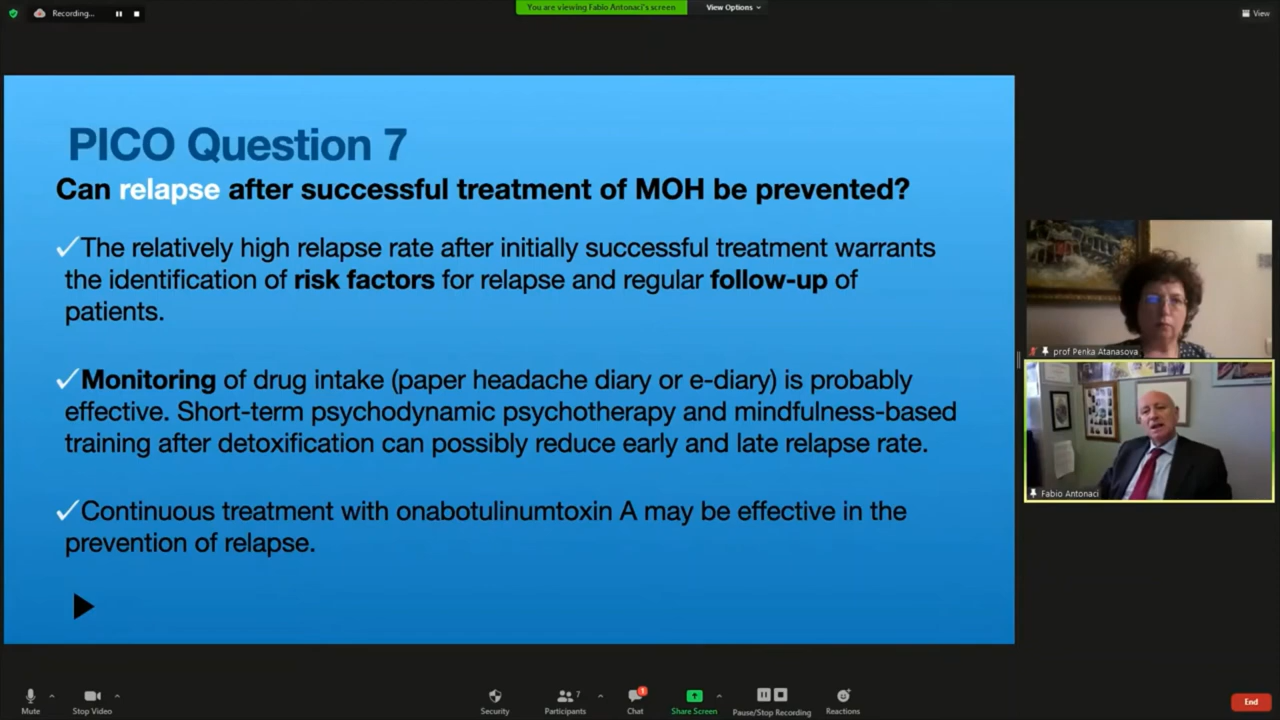 Recording...
You are viewing Fabio Antonaci's screen
View Options
View
PICO Question 7
Can relapse after successful treatment of MOH be prevented?
✓The relatively high relapse rate after initially successful treatment warrants
the identification of risk factors for relapse and regular follow-up of
patients.
✓Monitoring of drug intake (paper headache diary or e-diary) is probably
effective. Short-term psychodynamic psychotherapy and mindfulness-based
training after detoxification can possibly reduce early and late relapse rate.
✓Continuous treatment with onabotulinumtoxin A may be effective in the
prevention of relapse.
prof Penka Atanasova
Fabio Antonaci
Mute
Stop Video
Security
7
Participants
1
Chat
Share Screen
Pause/Stop Recording
Reactions
End